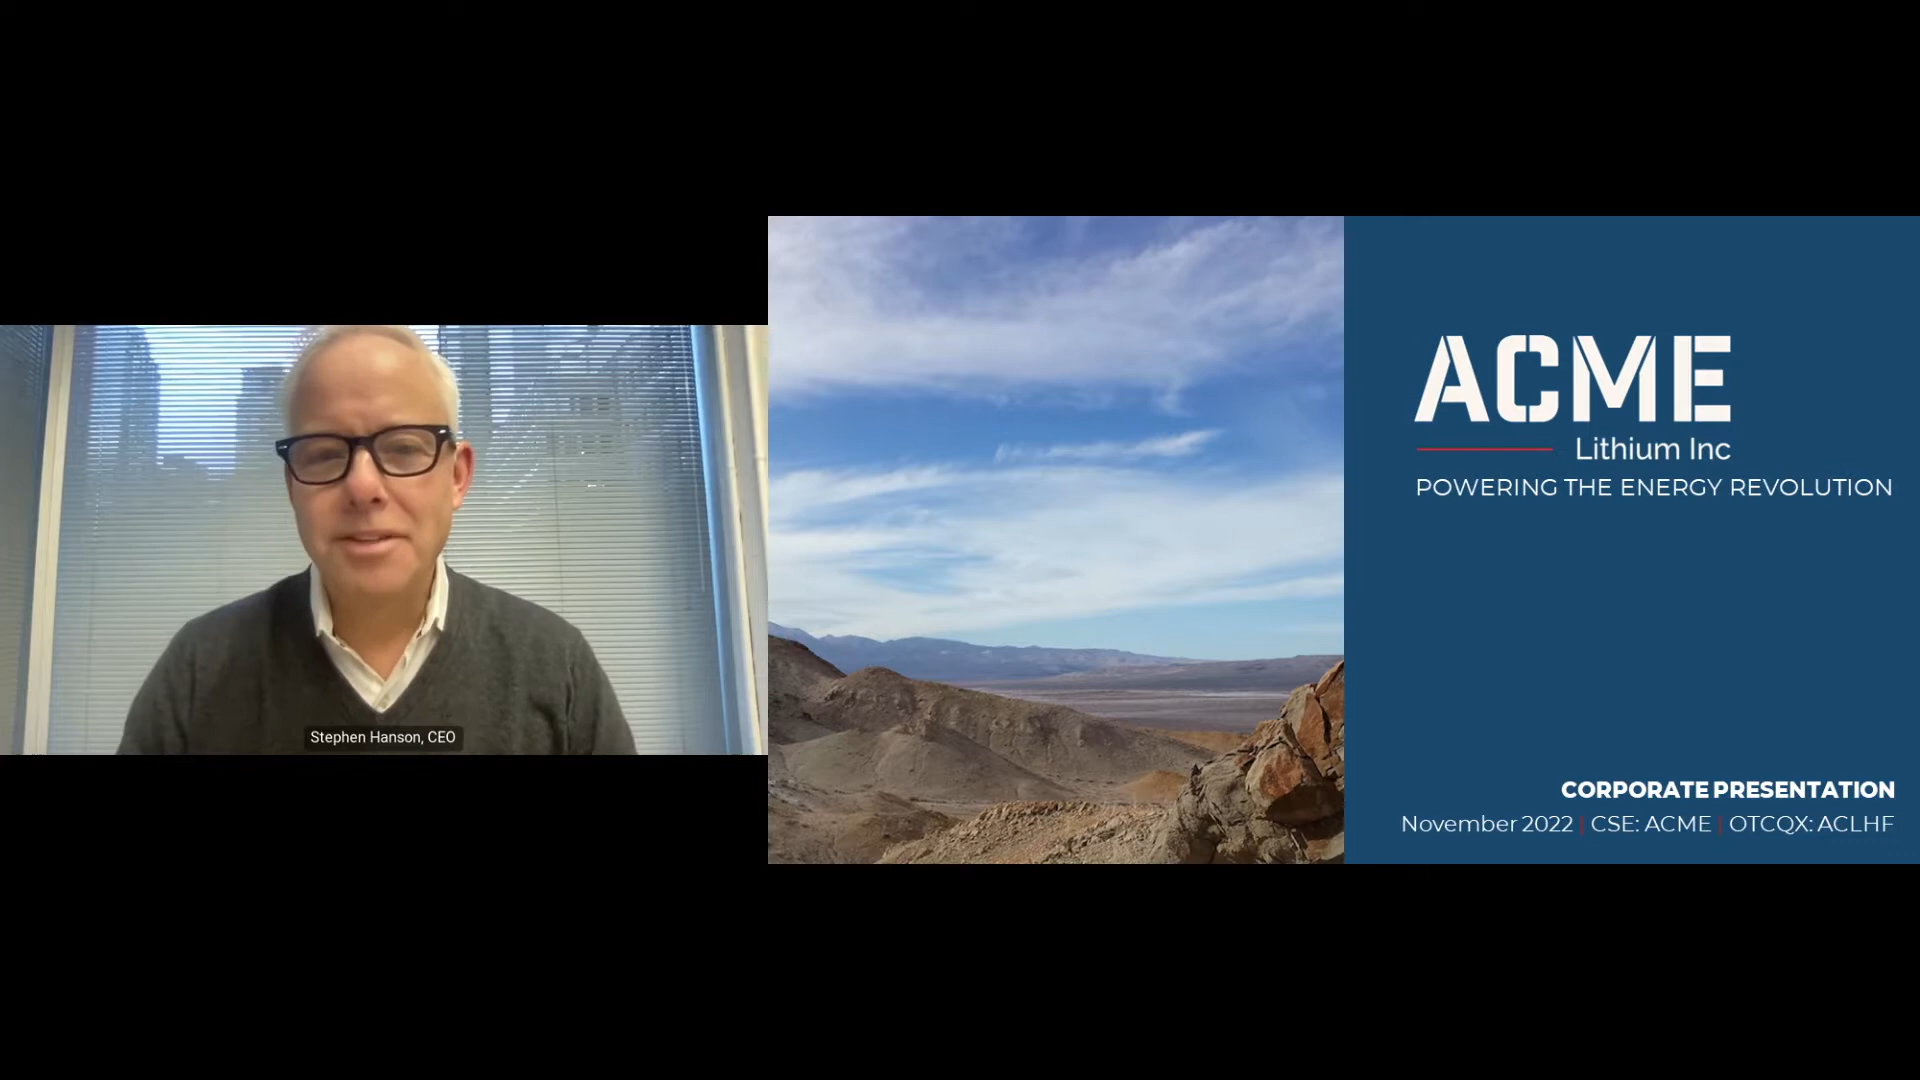 Stephen Hanson, CEO
ACME
Lithium Inc
POWERING THE ENERGY REVOLUTION
CORPORATE PRESENTATION
November 2022 | CSE: ACME | OTCQX: ACLHF